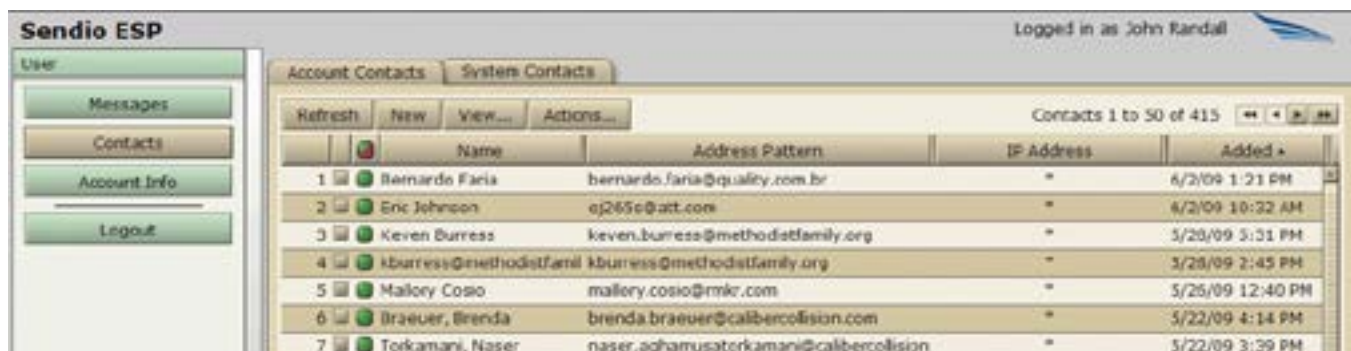 Sendio ESP
Logged in as John Randall
User
Messages
Contacts
Account Info
Logout
Account Contacts System Contacts
Refresh New View... Actions...
Contacts 1 to 50 of 415
Name Address Pattern IP Address Added
1 Bernardo Faria bernardo.faria@quality.com.br * 6/2/09 1:21 PM
2 Eric Johnson ej265c@att.com * 6/2/09 10:32 AM
3 Keven Burress keven.burress@methodistfamily.org * 5/28/09 5:31 PM
4 kburress@methodistfamil kburress@methodistfamily.org * 5/28/09 2:45 PM
5 Mallory Cosio mallory.cosio@rmkr.com * 5/26/09 12:40 PM
6 Braeuer, Brenda brenda.braeuer@calibercollision.com * 5/22/09 4:14 PM
7 Torkamani, Naser naser.aghamusatorkamani@calibercollision 5/22/09 3:39 PM